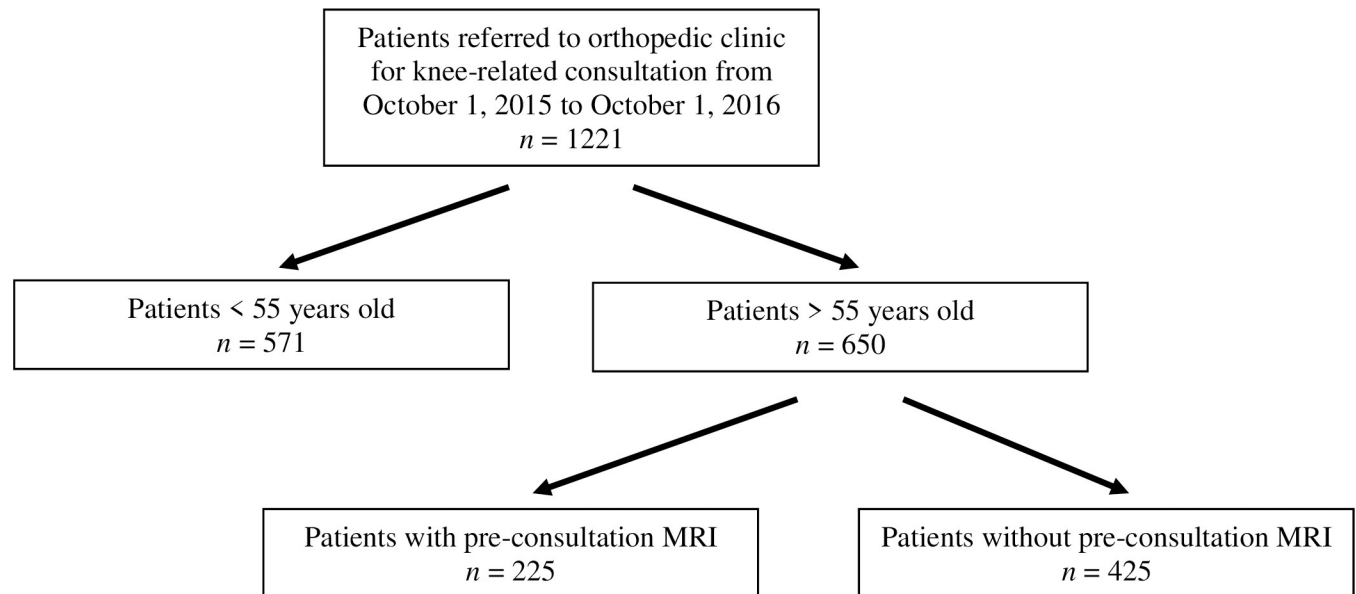 Patients referred to orthopedic clinic
for knee-related consultation from
October 1, 2015 to October 1, 2016
n = 1221
Patients < 55 years old
n = 571
Patients > 55 years old
n = 650
Patients with pre-consultation MRI
n = 225
Patients without pre-consultation MRI
n = 425